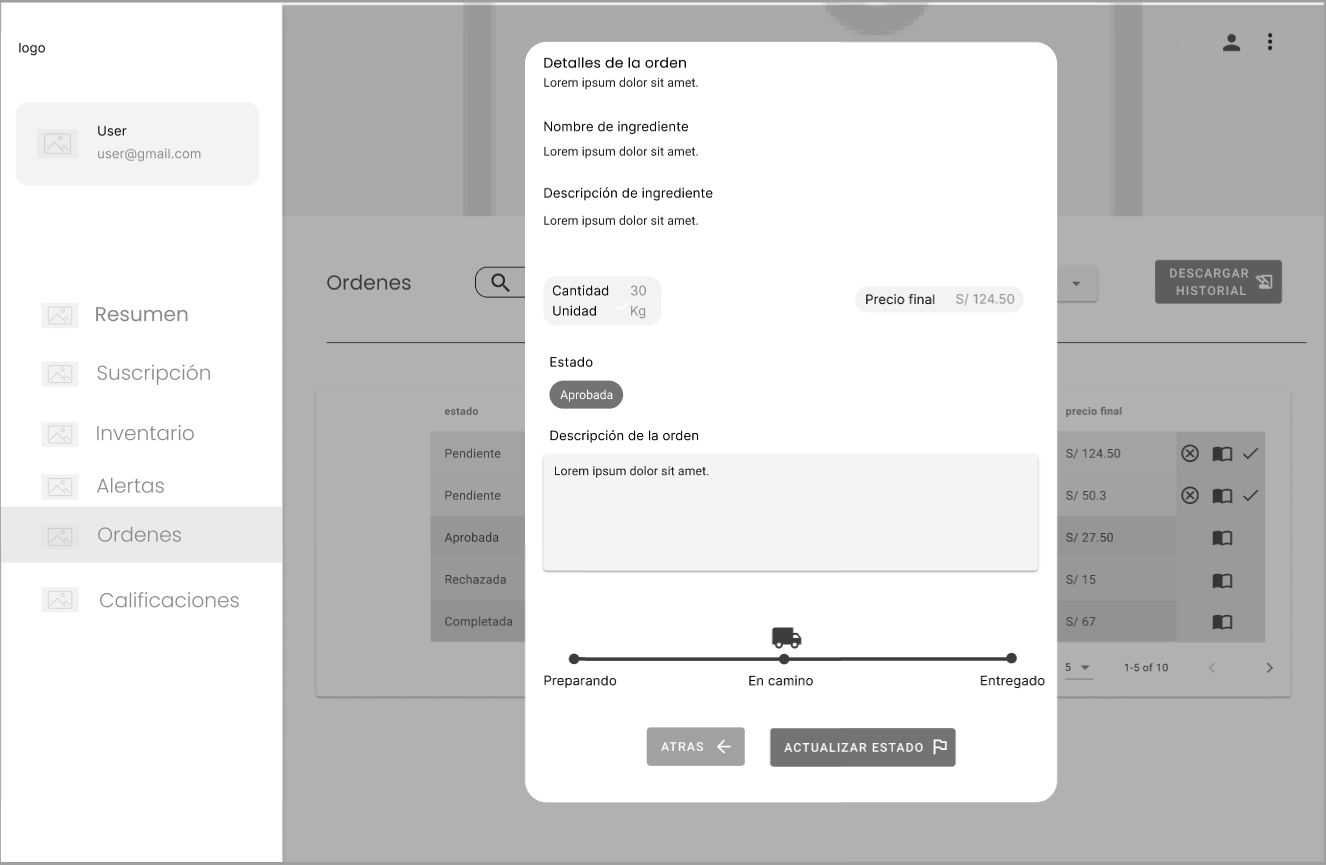 logo
User
user@gmail.com
Resumen
Suscripción
Inventario
Alertas
Ordenes
Calificaciones
Ordenes
DESCARGAR
HISTORIAL
estado
precio final
Pendiente
S/ 124.50
Pendiente
S/ 50.3
Aprobada
S/ 27.50
Rechazada
S/ 15
Completada
S/ 67
5
1-5 of 10
Detalles de la orden
Lorem ipsum dolor sit amet.
Nombre de ingrediente
Lorem ipsum dolor sit amet.
Descripción de ingrediente
Lorem ipsum dolor sit amet.
Cantidad 30
Unidad Kg
Precio final S/ 124.50
Estado
Aprobada
Descripción de la orden
Lorem ipsum dolor sit amet.
Preparando
En camino
Entregado
ATRAS
ACTUALIZAR ESTADO